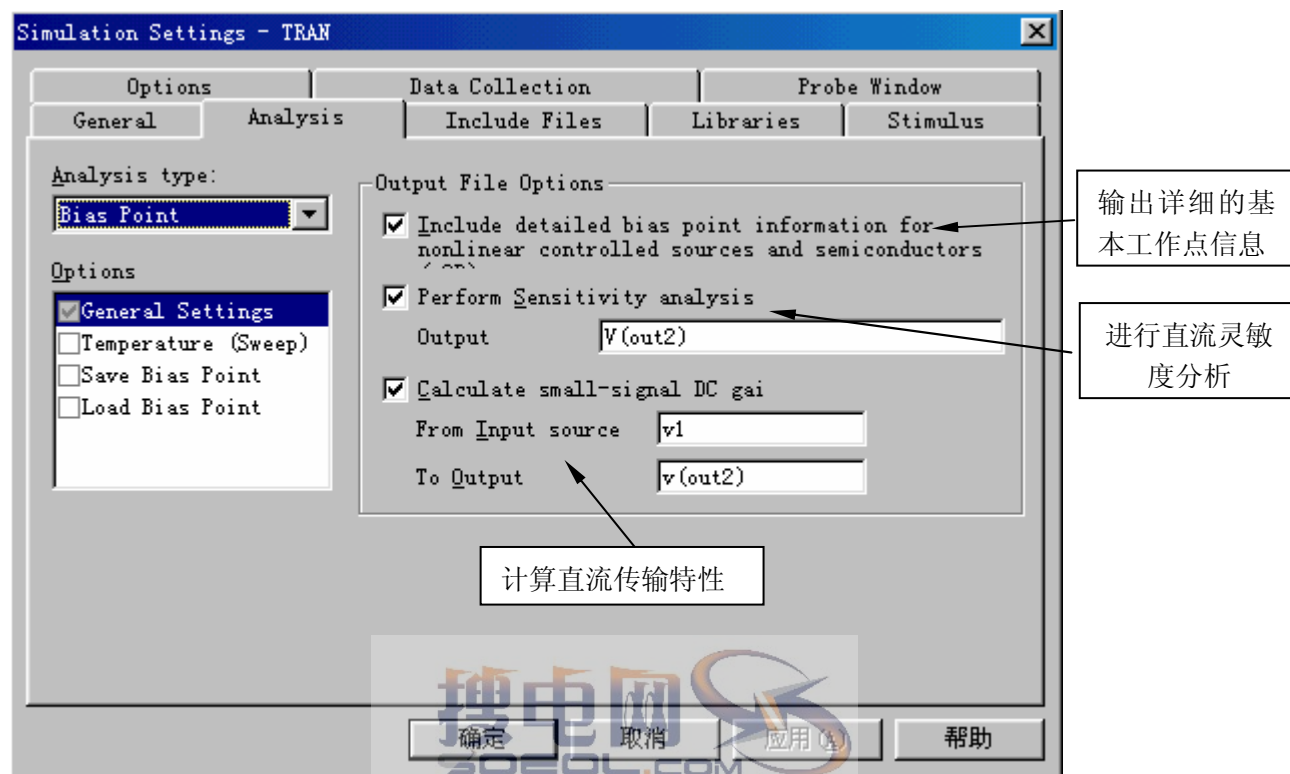 Simulation Settings - TRAN
Options
Data Collection
Probe Window
General
Analysis
Include Files
Libraries
Stimulus
Analysis type:
Bias Point
Options
General Settings
Temperature (Sweep)
Save Bias Point
Load Bias Point
Output File Options
Include detailed bias point information for
nonlinear controlled sources and semiconductors
Perform Sensitivity analysis
Output
V(out2)
Calculate small-signal DC gai
From Input source
v1
To Output
v(out2)
输出详细的基
本工作点信息
进行直流灵敏
度分析
计算直流传输特性
搜电网
确定
取消
应用(A)
帮助
SOEOL.COM